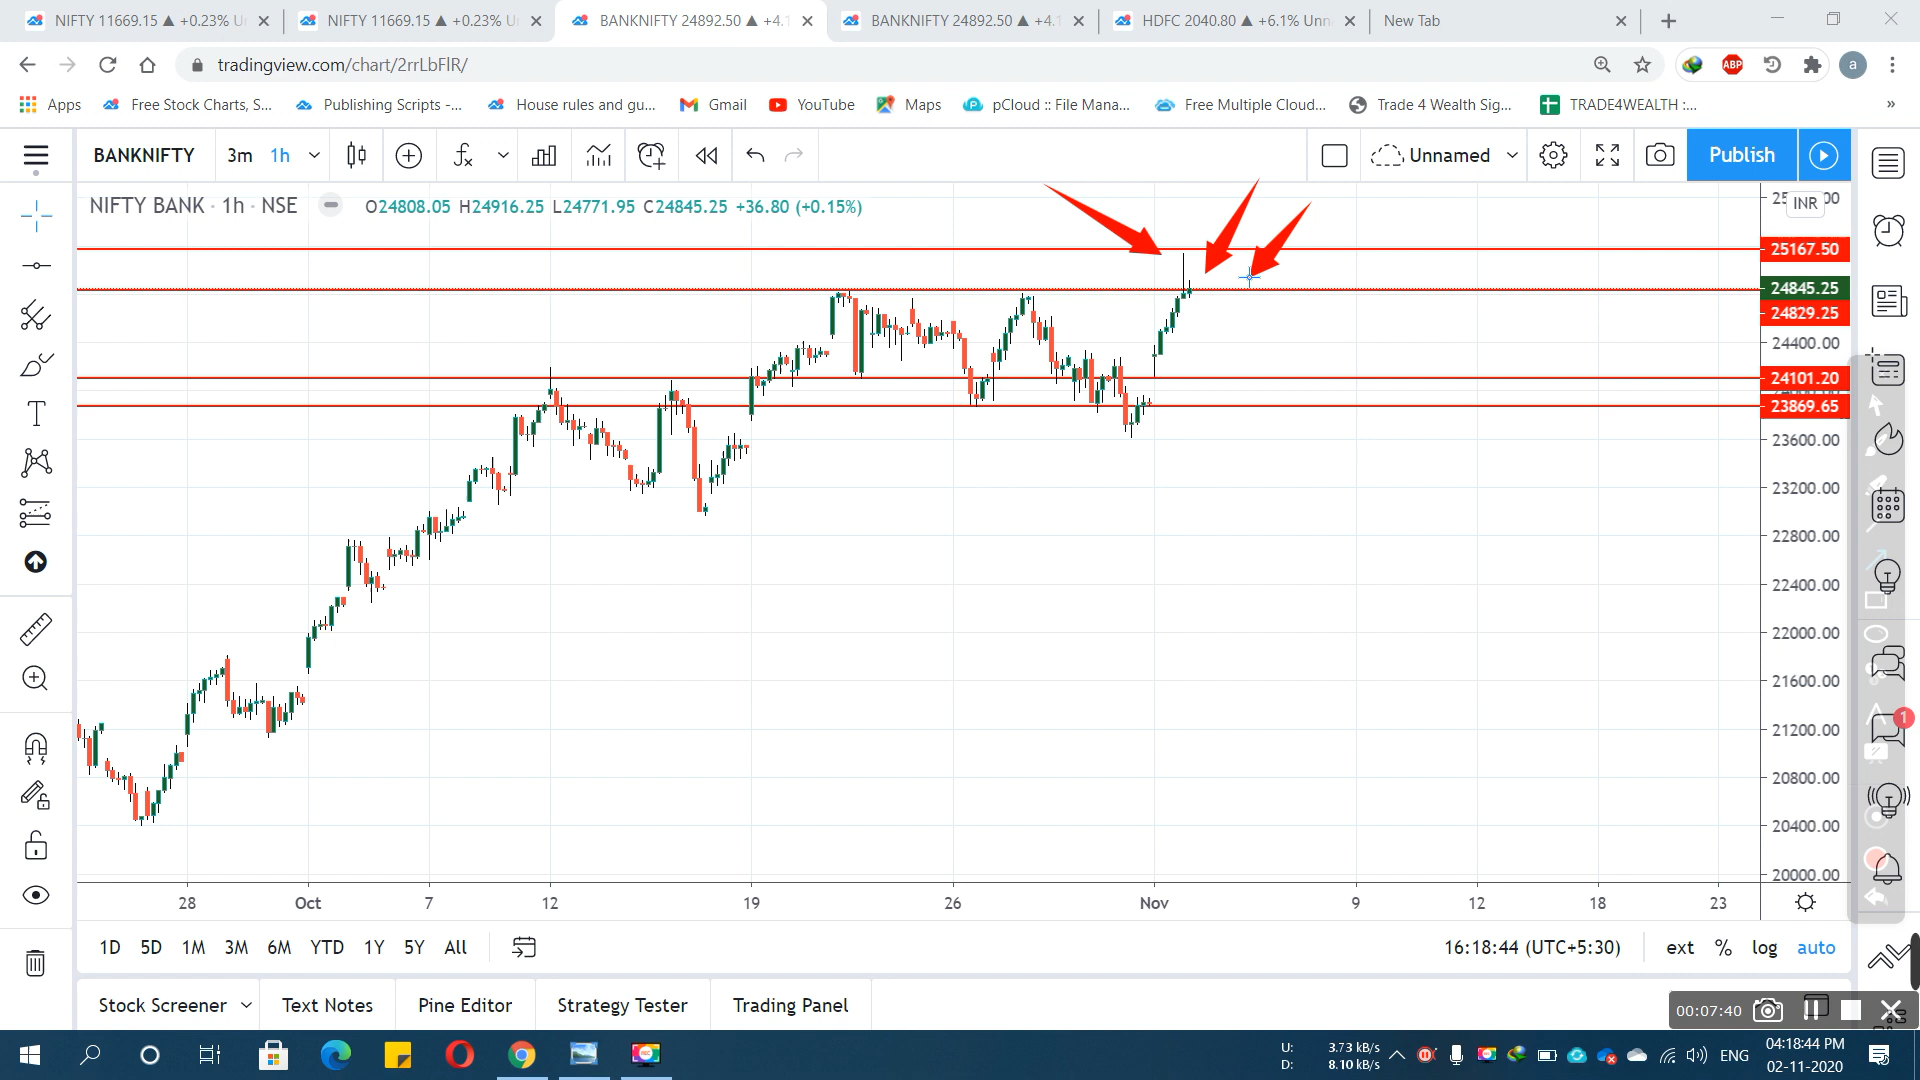 NIFTY 11669.15 ▲ +0.23% Un
NIFTY 11669.15 ▲ +0.23% U
BANKNIFTY 24892.50 ▲ +4.1
BANKNIFTY 24892.50 ▲ +4.1
HDFC 2040.80 ▲ +6.1% Unn
New Tab
tradingview.com/chart/2rrLbFlR/
ABP
a
Apps
Free Stock Charts, S...
Publishing Scripts -...
House rules and gu...
Gmail
YouTube
Maps
pCloud :: File Mana...
Free Multiple Cloud...
Trade 4 Wealth Sig...
TRADE4WEALTH :...
»
BANKNIFTY
3m 1h
Unnamed
Publish
NIFTY BANK · 1h · NSE
O24808.05 H24916.25 L24771.95 C24845.25 +36.80 (+0.15%)
INR
25167.50
24845.25
24829.25
24400.00
24101.20
23869.65
23600.00
23200.00
22800.00
22400.00
22000.00
21600.00
21200.00
20800.00
20400.00
20000.00
1
28 Oct 7 12 19 26 Nov 9 12 18 23
1D 5D 1M 3M 6M YTD 1Y 5Y All
16:18:44 (UTC+5:30)
ext % log auto
Stock Screener
Text Notes
Pine Editor
Strategy Tester
Trading Panel
00:07:40
U: 3.73 kB/s
D: 8.10 kB/s
ENG
04:18:44 PM
02-11-2020